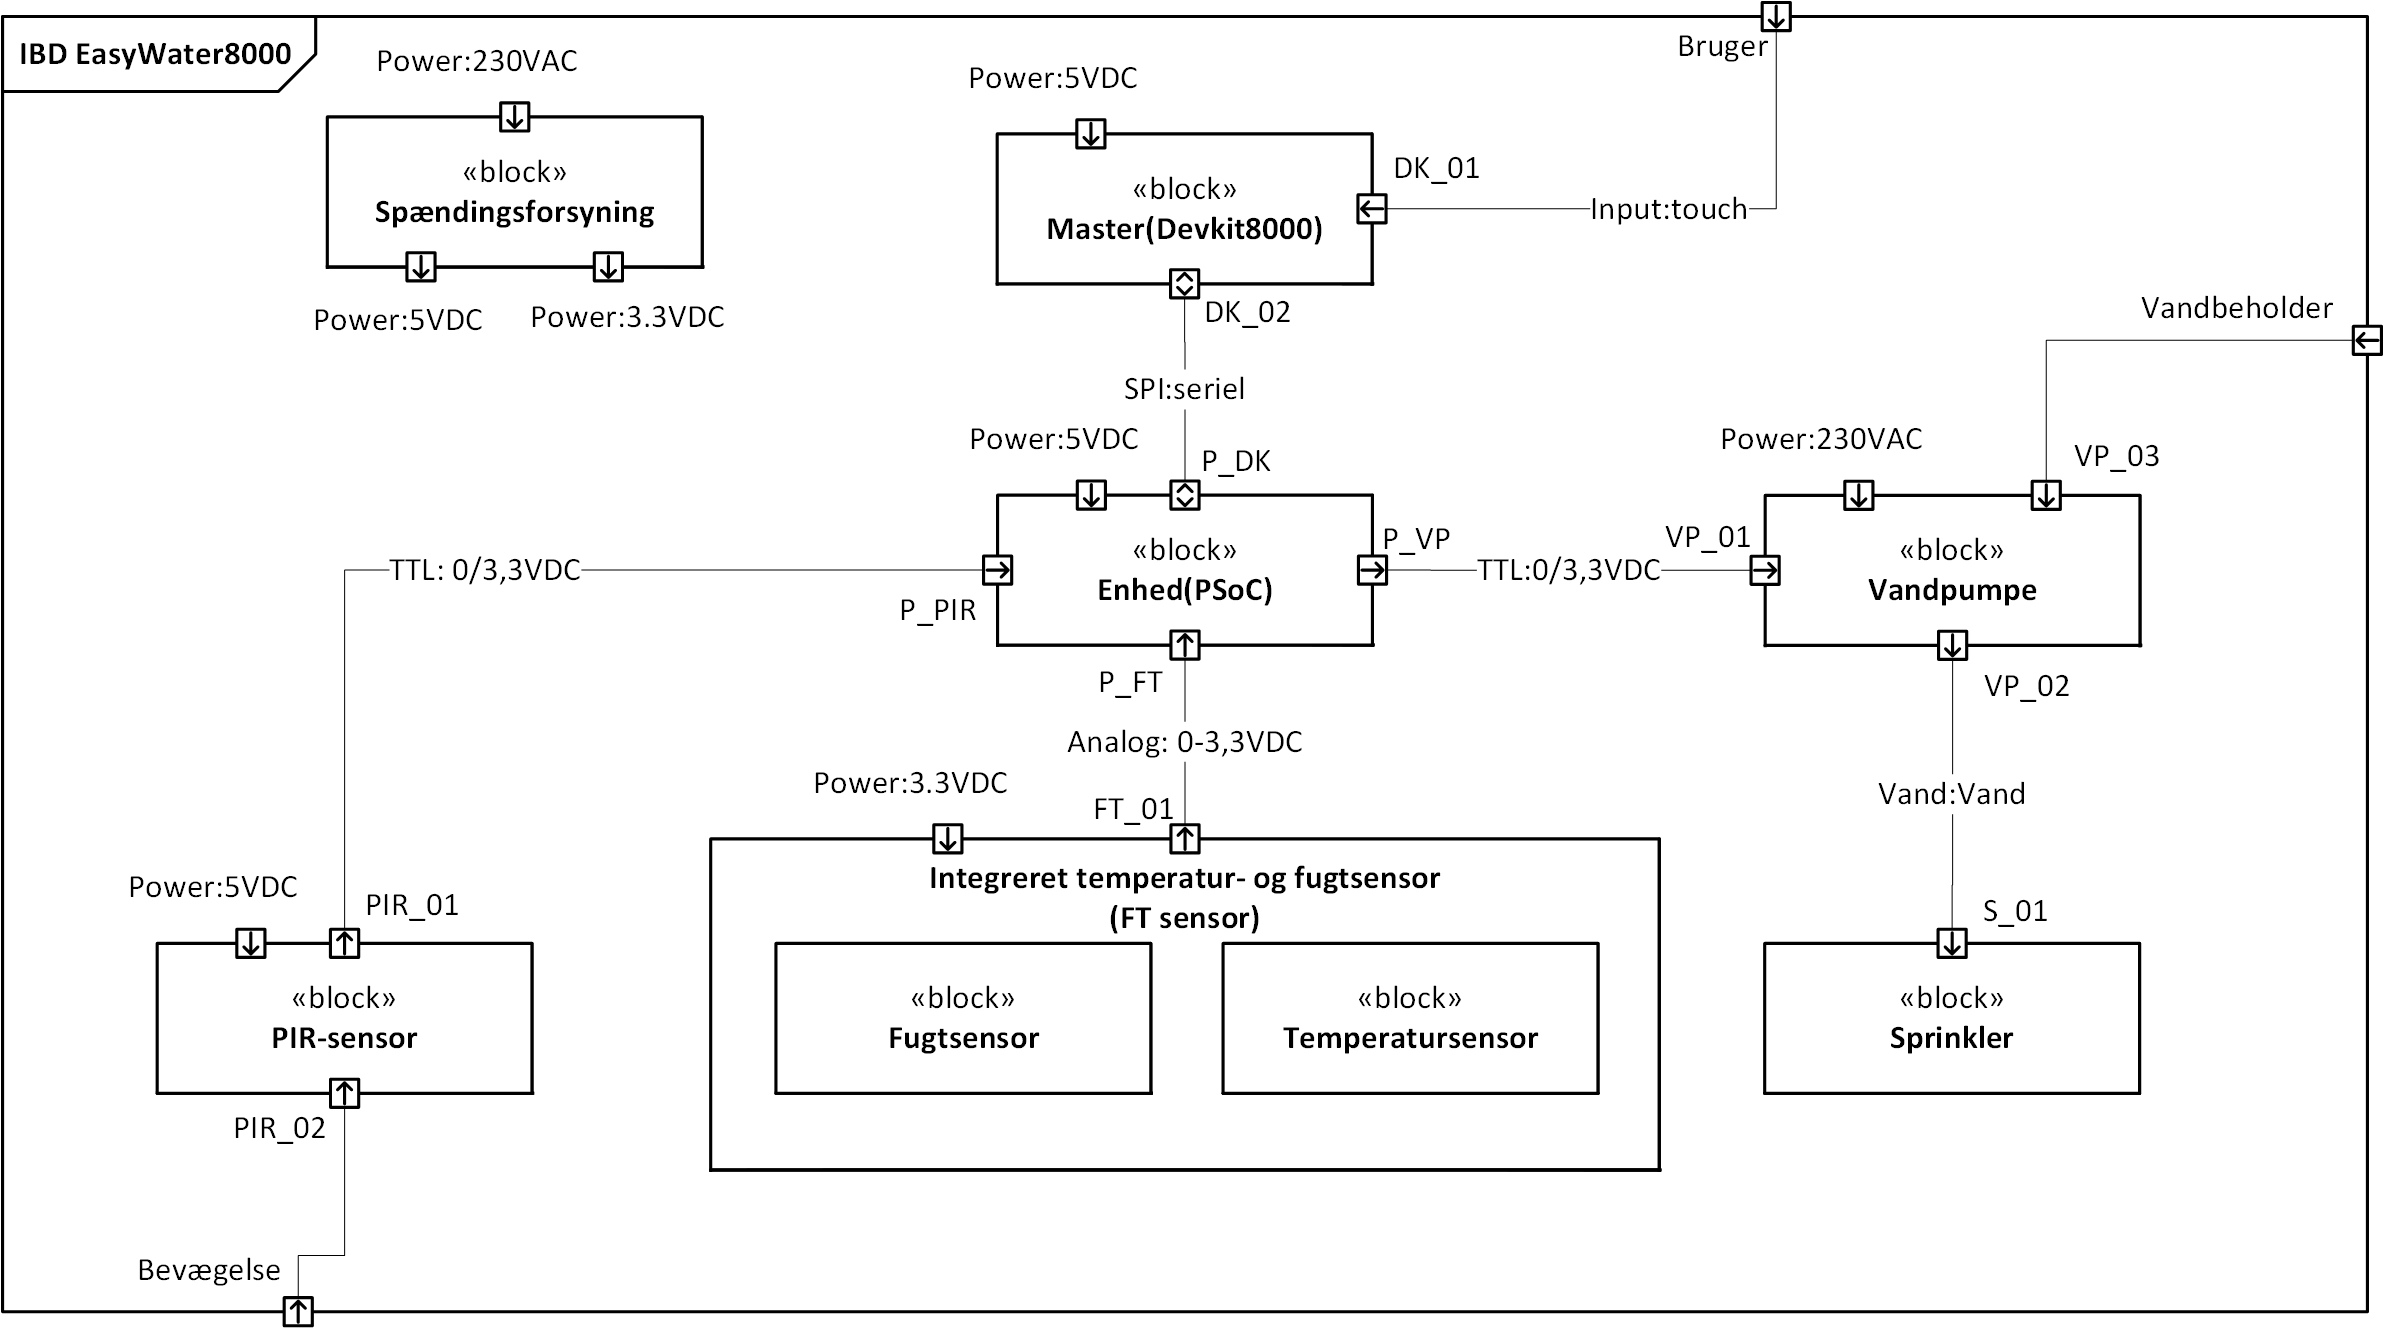 IBD EasyWater8000
Power:230VAC
«block»
Spændingsforsyning
Power:5VDC
Power:3.3VDC
Power:5VDC
«block»
Master(Devkit8000)
DK_01
Input:touch
Bruger
DK_02
SPI:seriel
Vandbeholder
Power:5VDC
P_DK
«block»
Enhed(PSoC)
P_VP
TTL: 0/3,3VDC
P_PIR
TTL:0/3,3VDC
VP_01
Power:230VAC
VP_03
«block»
Vandpumpe
VP_02
P_FT
Analog: 0-3,3VDC
Power:3.3VDC
FT_01
Integreret temperatur- og fugtsensor
(FT sensor)
«block»
Fugtsensor
«block»
Temperatursensor
Vand:Vand
S_01
«block»
Sprinkler
Power:5VDC
PIR_01
«block»
PIR-sensor
PIR_02
Bevægelse